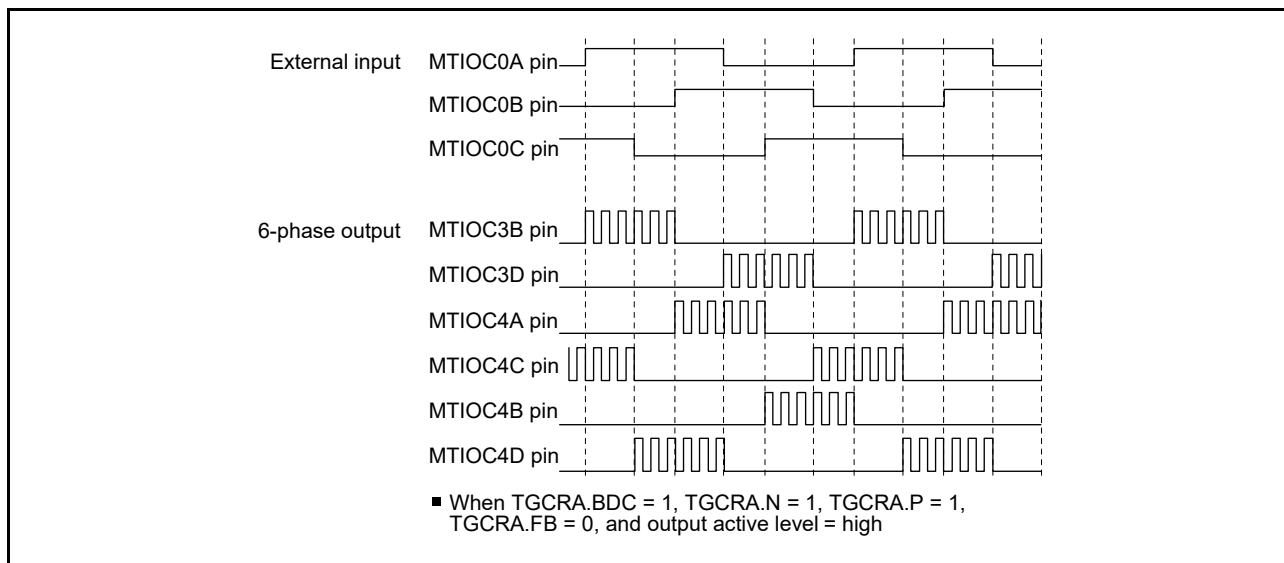 External input MTIOC0A pin
MTIOC0B pin
MTIOC0C pin
6-phase output MTIOC3B pin
MTIOC3D pin
MTIOC4A pin
MTIOC4C pin
MTIOC4B pin
MTIOC4D pin
■ When TGCRA.BDC = 1, TGCRA.N = 1, TGCRA.P = 1,
TGCRA.FB = 0, and output active level = high